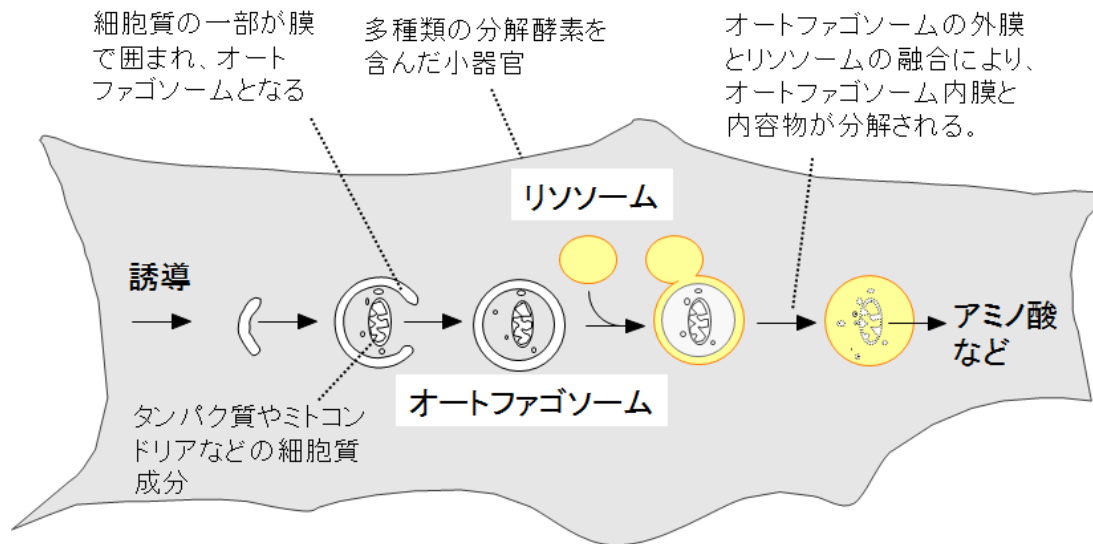 細胞質の一部が膜
で囲まれ、オート
ファゴソームとなる
多種類の分解酵素を
含んだ小器官
オートファゴソームの外膜
とリソソームの融合により、
オートファゴソーム内膜と
内容物が分解される。
リソソーム
誘導
アミノ酸
など
オートファゴソーム
タンパク質やミトコン
ドリアなどの細胞質
成分